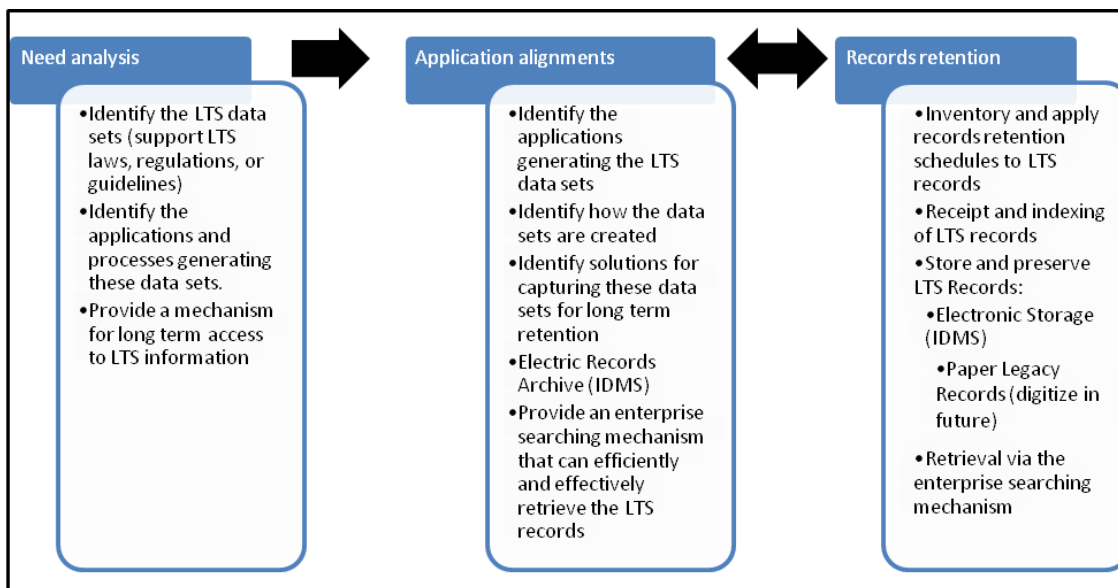 Need analysis
•Identify the LTS data
sets (support LTS
laws, regulations, or
guidelines)
•Identify the
applications and
processes generating
these data sets.
•Provide a mechanism
for long term access
to LTS information
Application alignments
•Identify the
applications
generating the LTS
data sets
•Identify how the data
sets are created
•Identify solutions for
capturing these data
sets for long term
retention
•Electric Records
Archive (IDMS)
•Provide an enterprise
searching mechanism
that can efficiently
and effectively
retrieve the LTS
records
Records retention
•Inventory and apply
records retention
schedules to LTS
records
•Receipt and indexing
of LTS records
•Store and preserve
LTS Records:
•Electronic Storage
(IDMS)
•Paper Legacy
Records (digitize in
future)
•Retrieval via the
enterprise searching
mechanism